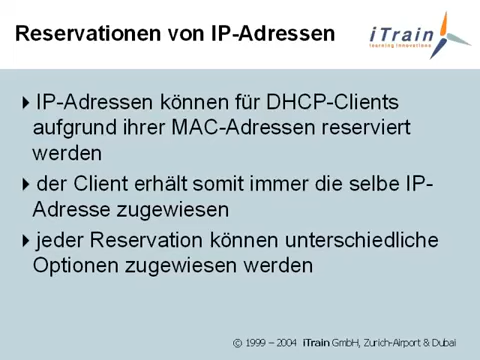 Reservationen von IP-Adressen
iTrain
learning innovations
IP-Adressen können für DHCP-Clients
aufgrund ihrer MAC-Adressen reserviert
werden
der Client erhält somit immer die selbe IP-
Adresse zugewiesen
jeder Reservation können unterschiedliche
Optionen zugewiesen werden
© 1999 – 2004 iTrain GmbH, Zurich-Airport & Dubai